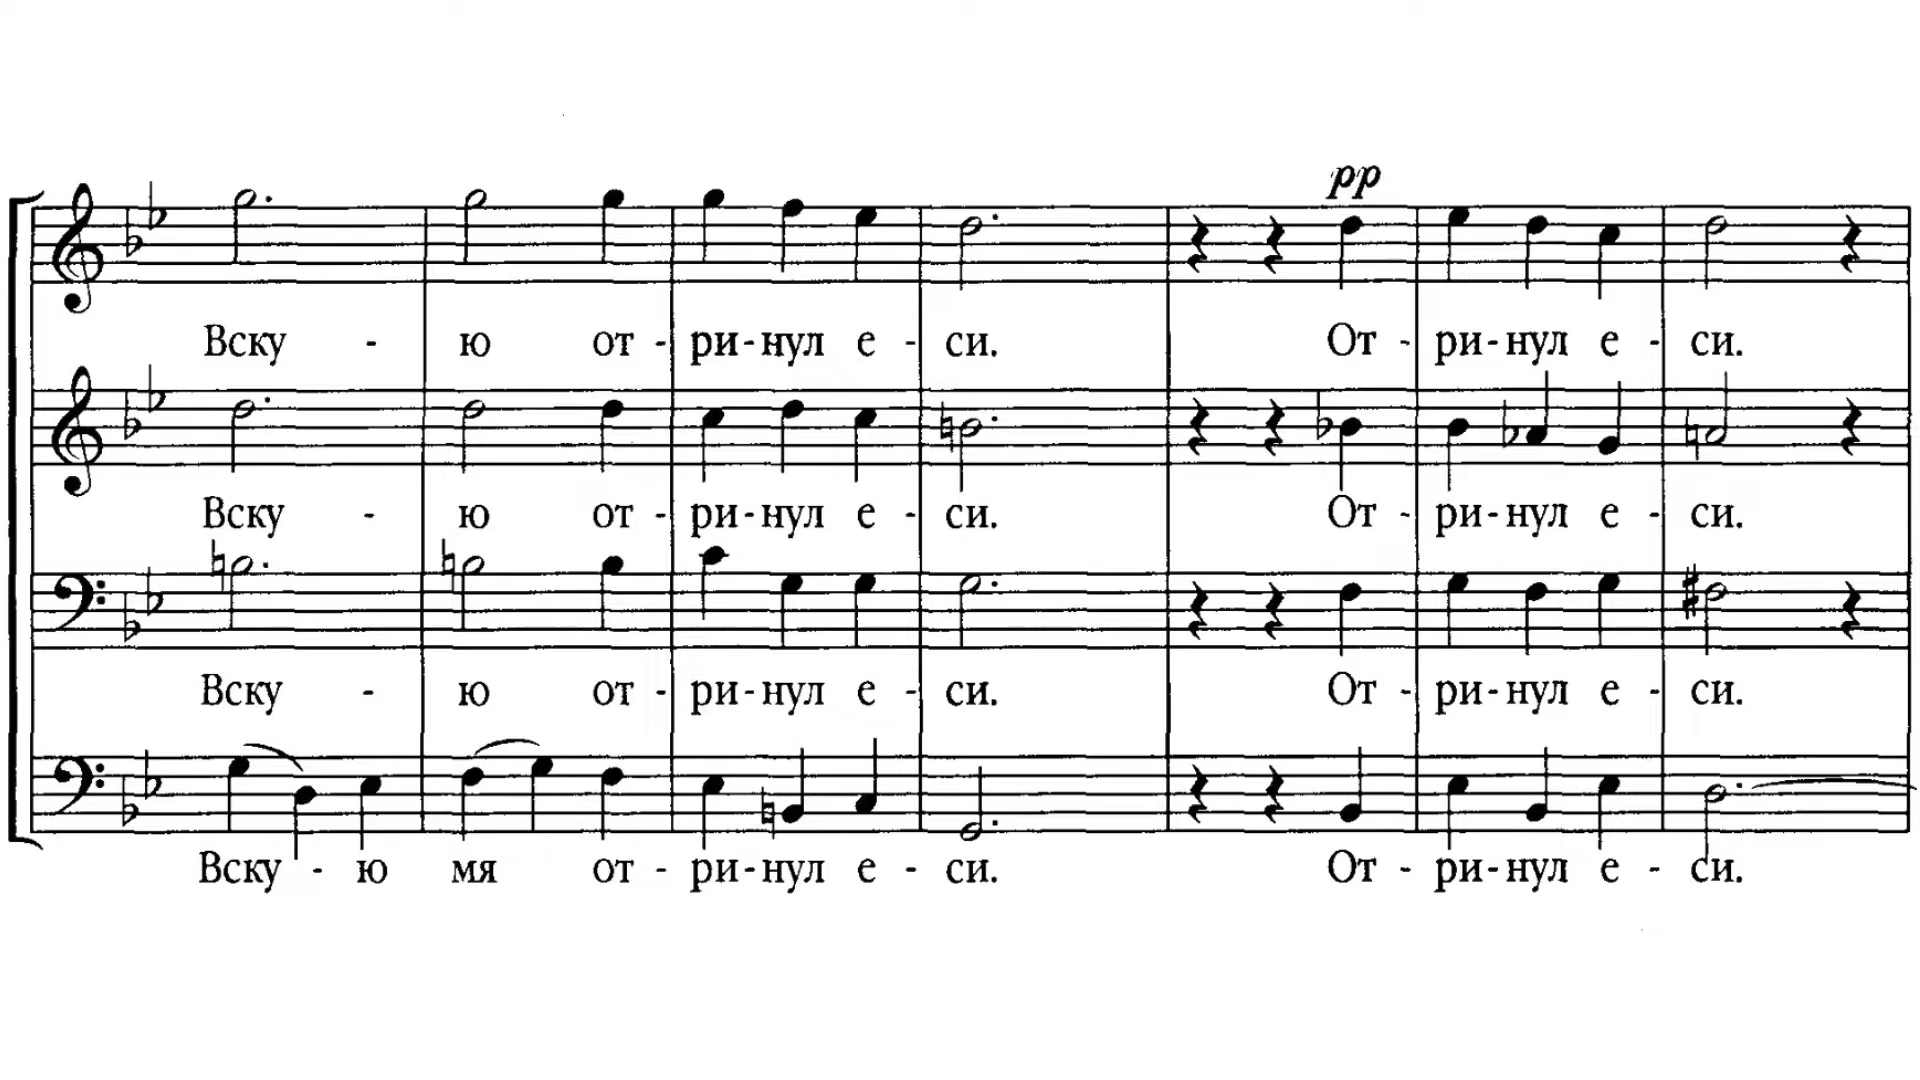 pp
Вску - ю от - ри - нул е - си. От - ри - нул е - си.
Вску - ю от - ри - нул е - си. От - ри - нул е - си.
Вску - ю от - ри - нул е - си. От - ри - нул е - си.
Вску - ю мя от - ри - нул е - си. От - ри - нул е - си.